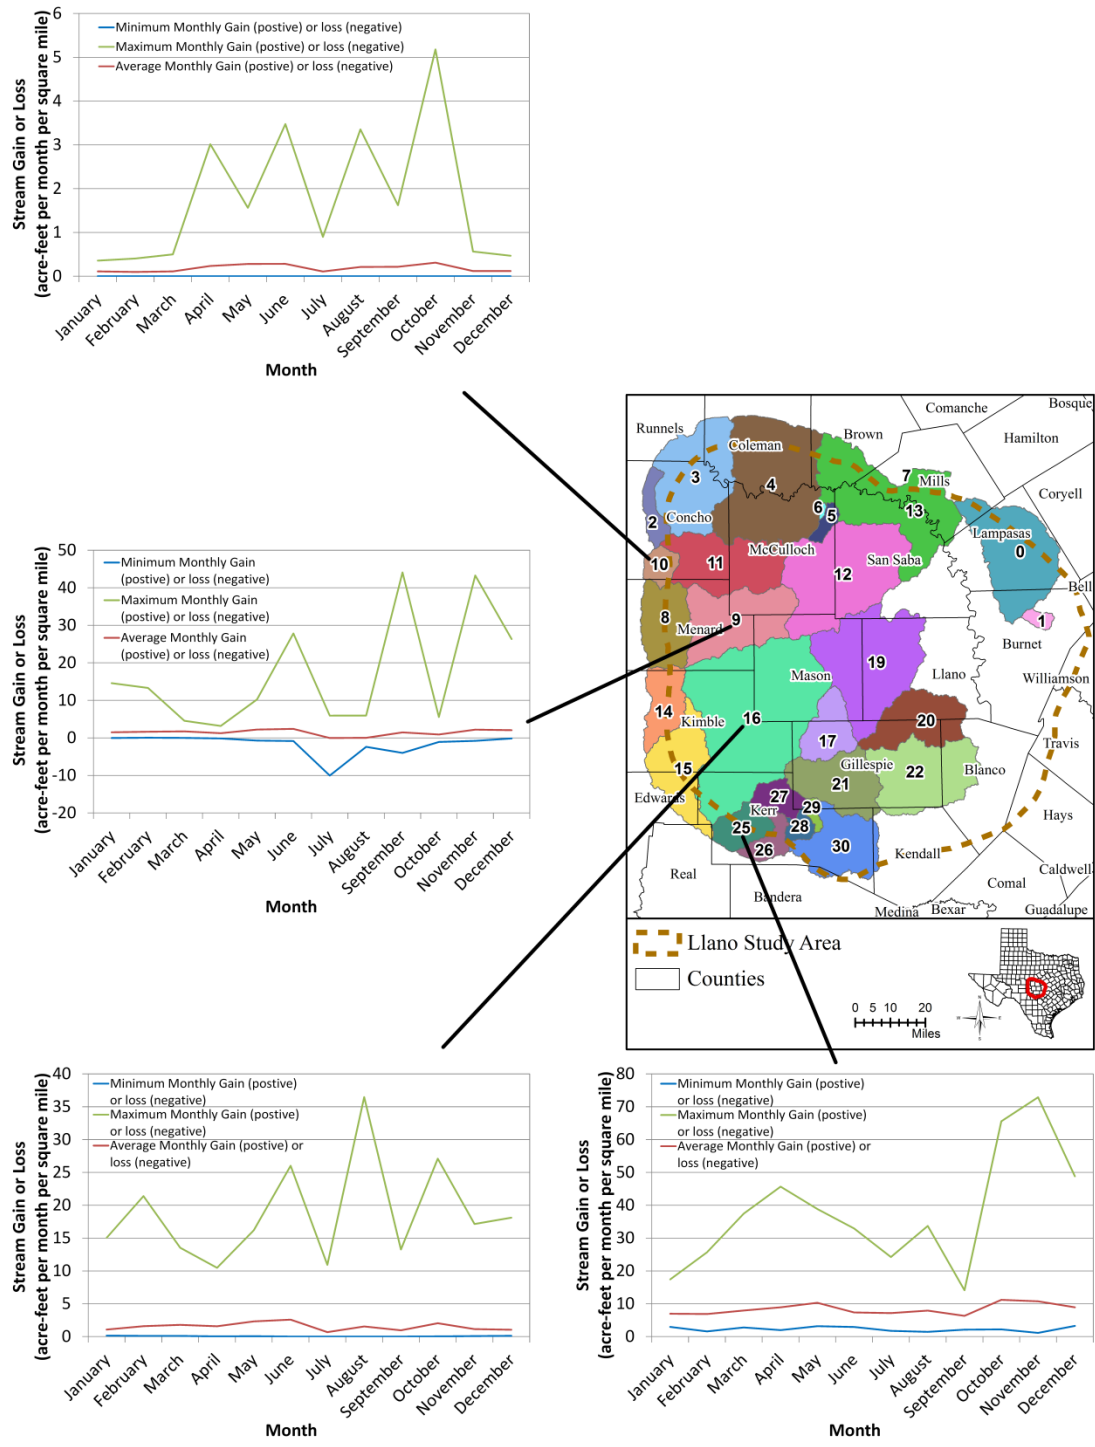 Stream Gain or Loss
(acre-feet per month per square mile)
6
5
4
3
2
1
0
Minimum Monthly Gain (postive) or loss (negative)
Maximum Monthly Gain (postive) or loss (negative)
Average Monthly Gain (postive) or loss (negative)
January
February
March
April
May
June
July
August
September
October
November
December
Month
Stream Gain or Loss
(acre-feet per month per square mile)
50
40
30
20
10
0
-10
-20
Minimum Monthly Gain
(postive) or loss (negative)
Maximum Monthly Gain
(postive) or loss (negative)
Average Monthly Gain
(postive) or loss (negative)
January
February
March
April
May
June
July
August
September
October
November
December
Month
Runnels
Coleman
Brown
Comanche
Bosque
Hamilton
Mills
Coryell
Concho
McCulloch
San Saba
Lampasas
Bell
Menard
Burnet
Mason
Llano
Williamson
Kimble
Travis
Gillespie
Blanco
Edwards
Kerr
Hays
Kendall
Real
Bandera
Medina
Bexar
Comal
Caldwell
Guadalupe
3
4
7
2
6
5
13
0
10
11
12
1
8
9
19
14
16
20
17
15
21
22
27
29
25
28
26
30
Llano Study Area
Counties
0 5 10 20
Miles
N
W E
S
Stream Gain or Loss
(acre-feet per month per square mile)
40
35
30
25
20
15
10
5
0
Minimum Monthly Gain (postive)
or loss (negative)
Maximum Monthly Gain (postive)
or loss (negative)
Average Monthly Gain (postive) or
loss (negative)
January
February
March
April
May
June
July
August
September
October
November
December
Month
Stream Gain or Loss
(acre-feet per month per square mile)
80
70
60
50
40
30
20
10
0
Minimum Monthly Gain (postive)
or loss (negative)
Maximum Monthly Gain (postive)
or loss (negative)
Average Monthly Gain (postive) or
loss (negative)
January
February
March
April
May
June
July
August
September
October
November
December
Month